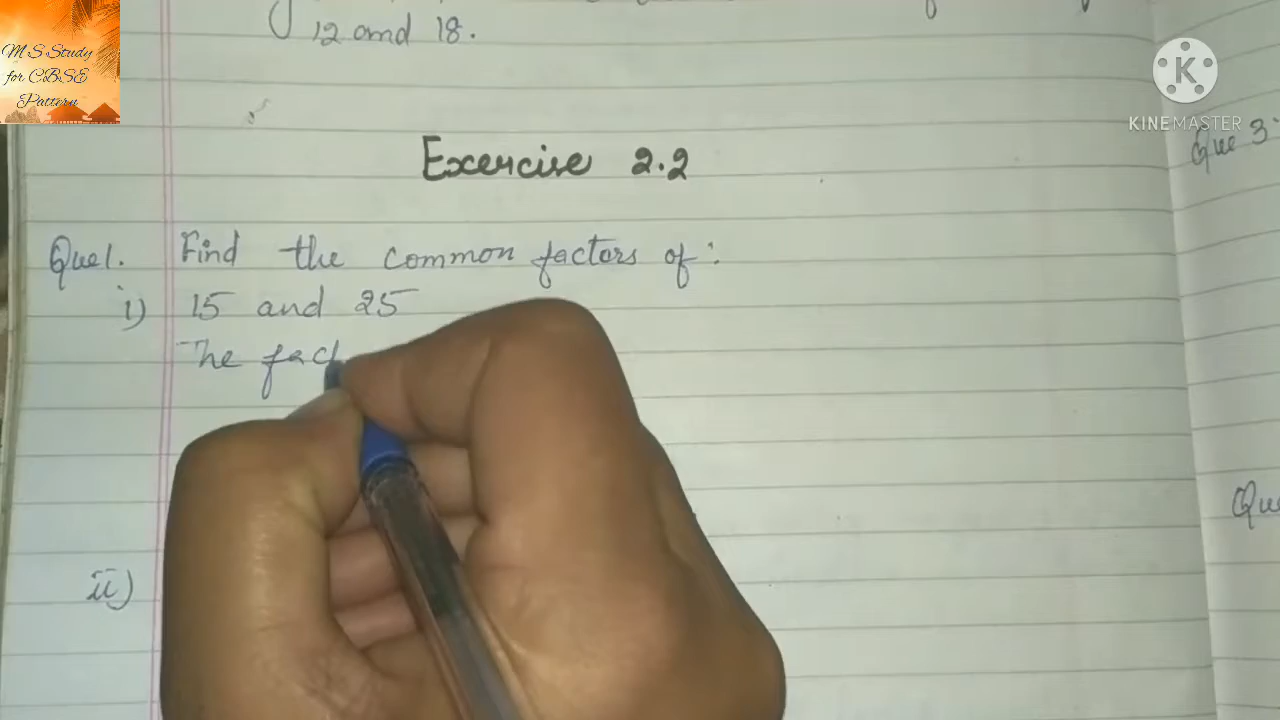 12 and 18.
M S Study
for CBSE
Pattern
KINEMASTER
Que 3:
Exercise 2.2
Que1. Find the common factors of:
i) 15 and 25
The fact
Que
ii)